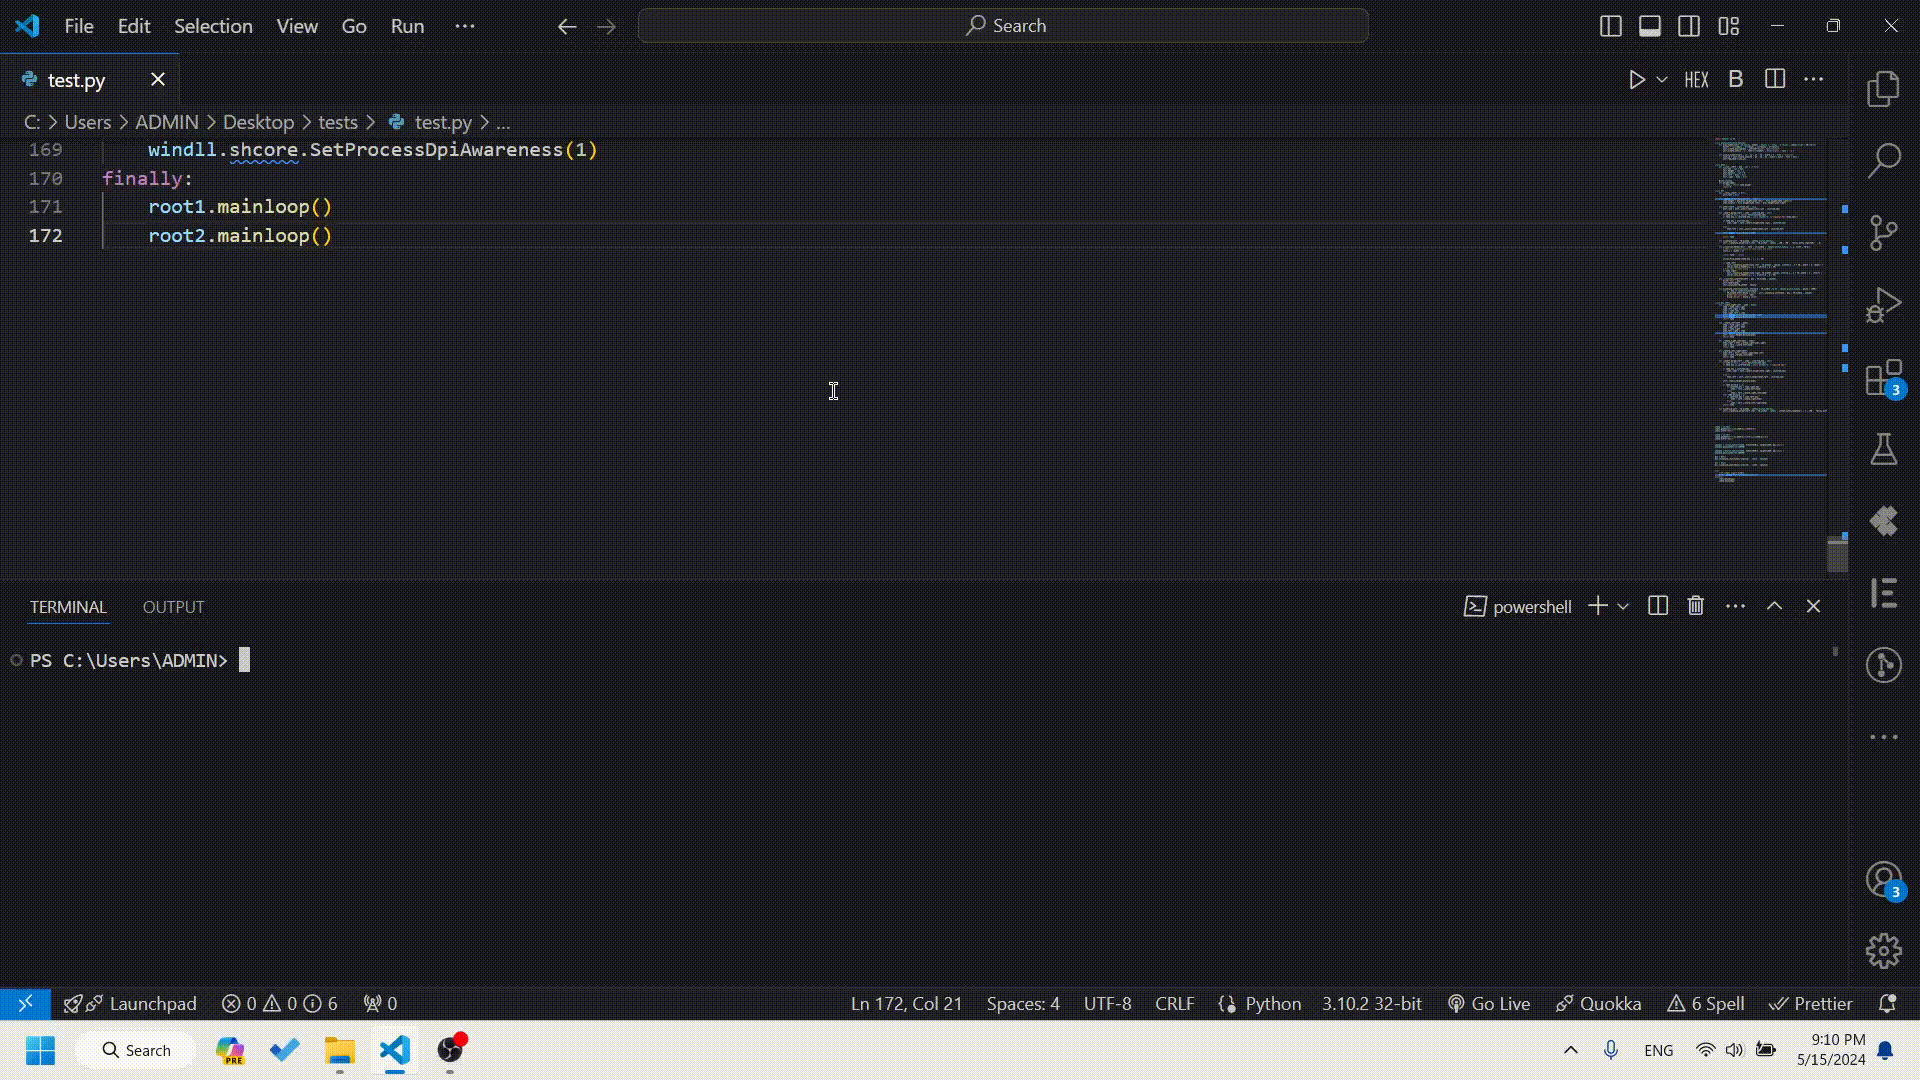 File Edit Selection View Go Run ··· Search
test.py
HEX B
C: > Users > ADMIN > Desktop > tests > test.py > ...
169 windll.shcore.SetProcessDpiAwareness(1)
170 finally:
171 root1.mainloop()
172 root2.mainloop()
3
TERMINAL OUTPUT
powershell
PS C:\Users\ADMIN>
3
Launchpad 0 0 6 0
Ln 172, Col 21 Spaces: 4 UTF-8 CRLF Python 3.10.2 32-bit Go Live Quokka 6 Spell Prettier
Search PRE ENG
9:10 PM
5/15/2024